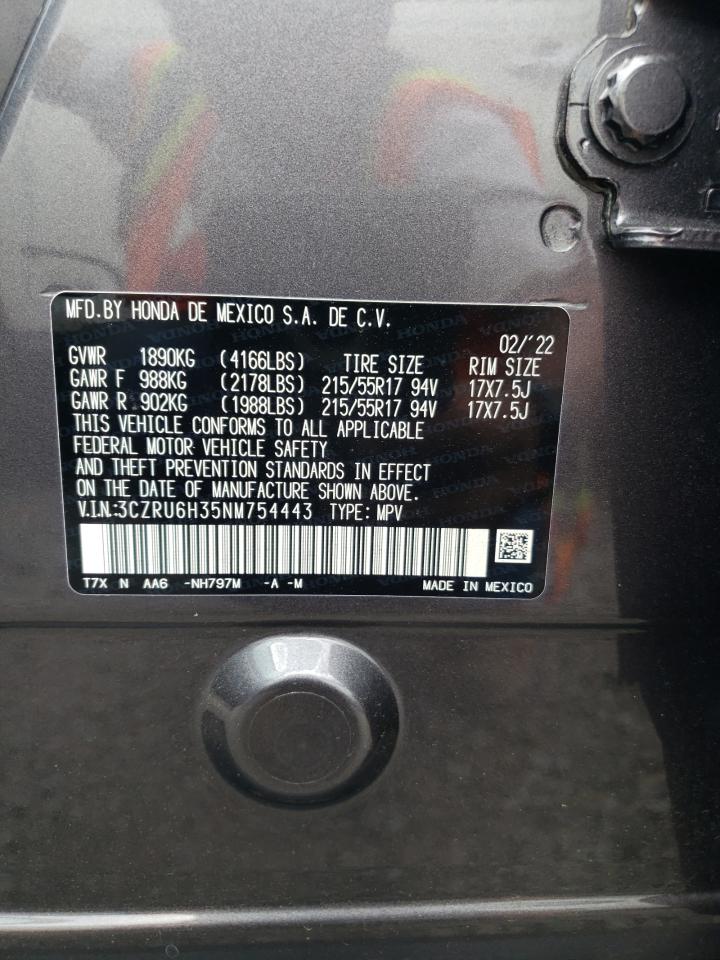 MFD.BY HONDA DE MEXICO S.A. DE C.V.
02/'22
GVWR 1890KG (4166LBS) TIRE SIZE RIM SIZE
GAWR F 988KG (2178LBS) 215/55R17 94V 17X7.5J
GAWR R 902KG (1988LBS) 215/55R17 94V 17X7.5J
THIS VEHICLE CONFORMS TO ALL APPLICABLE
FEDERAL MOTOR VEHICLE SAFETY
AND THEFT PREVENTION STANDARDS IN EFFECT
ON THE DATE OF MANUFACTURE SHOWN ABOVE.
V.I.N:3CZRU6H35NM754443 TYPE: MPV
T7X N AA6 -NH797M -A -M MADE IN MEXICO